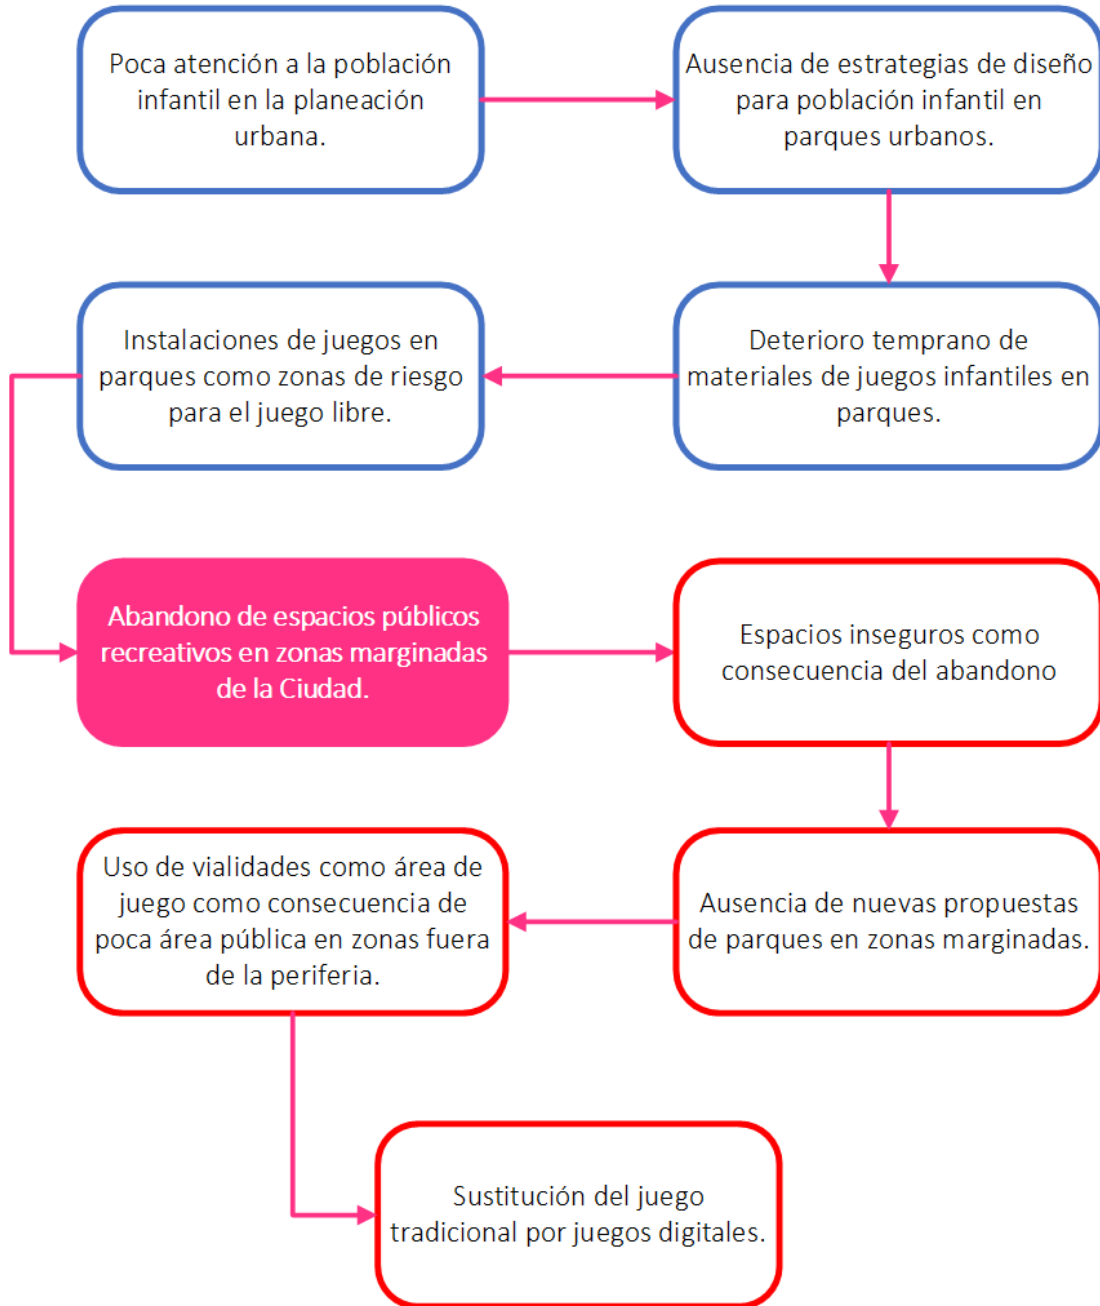 Poca atención a la población
infantil en la planeación
urbana.
Ausencia de estrategias de diseño
para población infantil en
parques urbanos.
Deterioro temprano de
materiales de juegos infantiles en
parques.
Instalaciones de juegos en
parques como zonas de riesgo
para el juego libre.
Abandono de espacios públicos
recreativos en zonas marginadas
de la Ciudad.
Espacios inseguros como
consecuencia del abandono
Ausencia de nuevas propuestas
de parques en zonas marginadas.
Uso de vialidades como área de
juego como consecuencia de
poca área pública en zonas fuera
de la periferia.
Sustitución del juego
tradicional por juegos digitales.